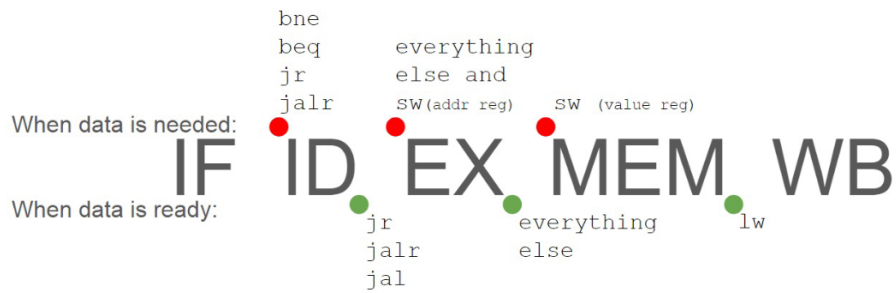 bne
beq everything
jr else and
jalr sw(addr reg) sw (value reg)
When data is needed:
IF ID EX MEM WB
When data is ready:
jr everything lw
jalr else
jal